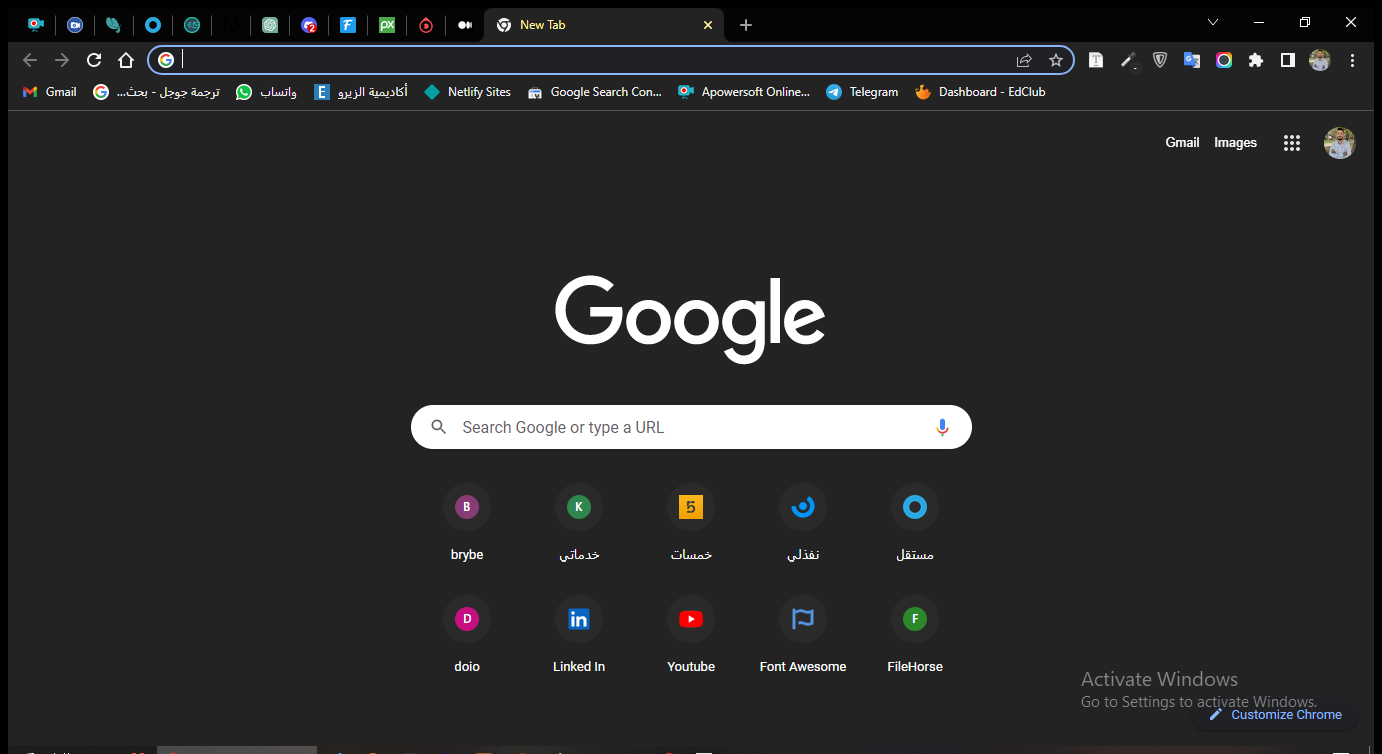 New Tab
Gmail
ترجمة جوجل - بحث...
واتساب
أكاديمية الزيرو
Netlify Sites
Google Search Con...
Apowersoft Online...
Telegram
Dashboard - EdClub
Gmail Images
Google
Search Google or type a URL
B K 5
brybe خدماتي خمسات نفذلي مستقل
D in F
doio Linked In Youtube Font Awesome FileHorse
Activate Windows
Go to Settings to activate Windows.
Customize Chrome